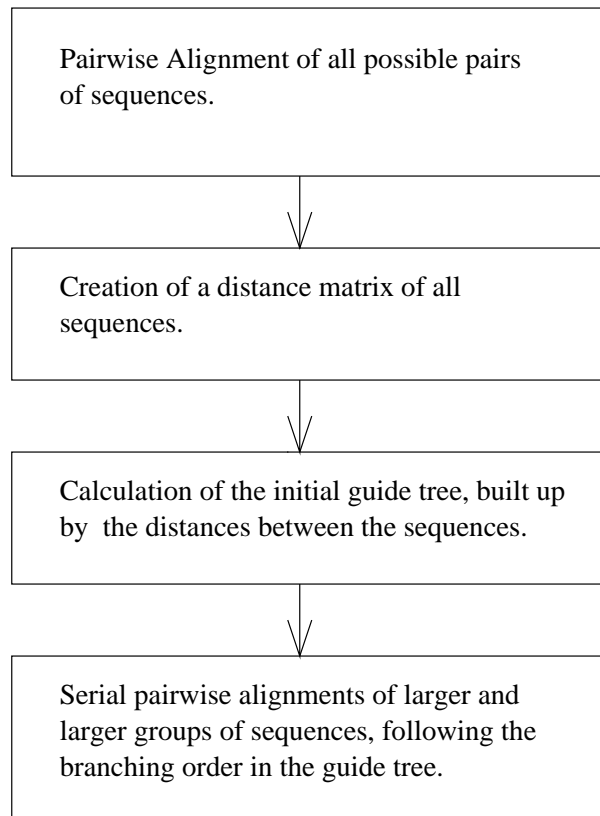 Pairwise Alignment of all possible pairs
of sequences.
Creation of a distance matrix of all
sequences.
Calculation of the initial guide tree, built up
by the distances between the sequences.
Serial pairwise alignments of larger and
larger groups of sequences, following the
branching order in the guide tree.